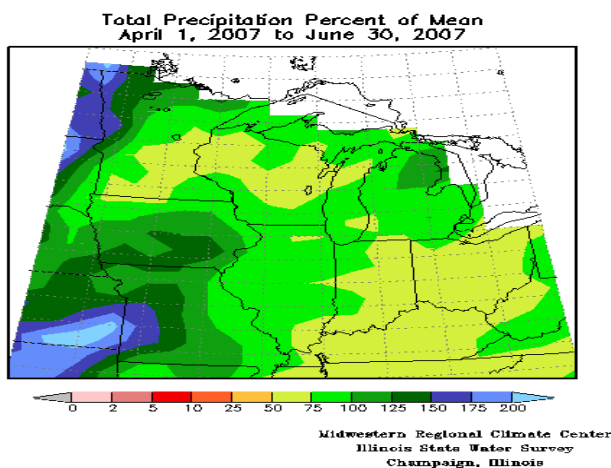 Total Precipitation Percent of Mean
April 1, 2007 to June 30, 2007
0 2 5 10 25 50 75 100 125 150 175 200
Midwestern Regional Climate Center
Illinois State Water Survey
Champaign, Illinois